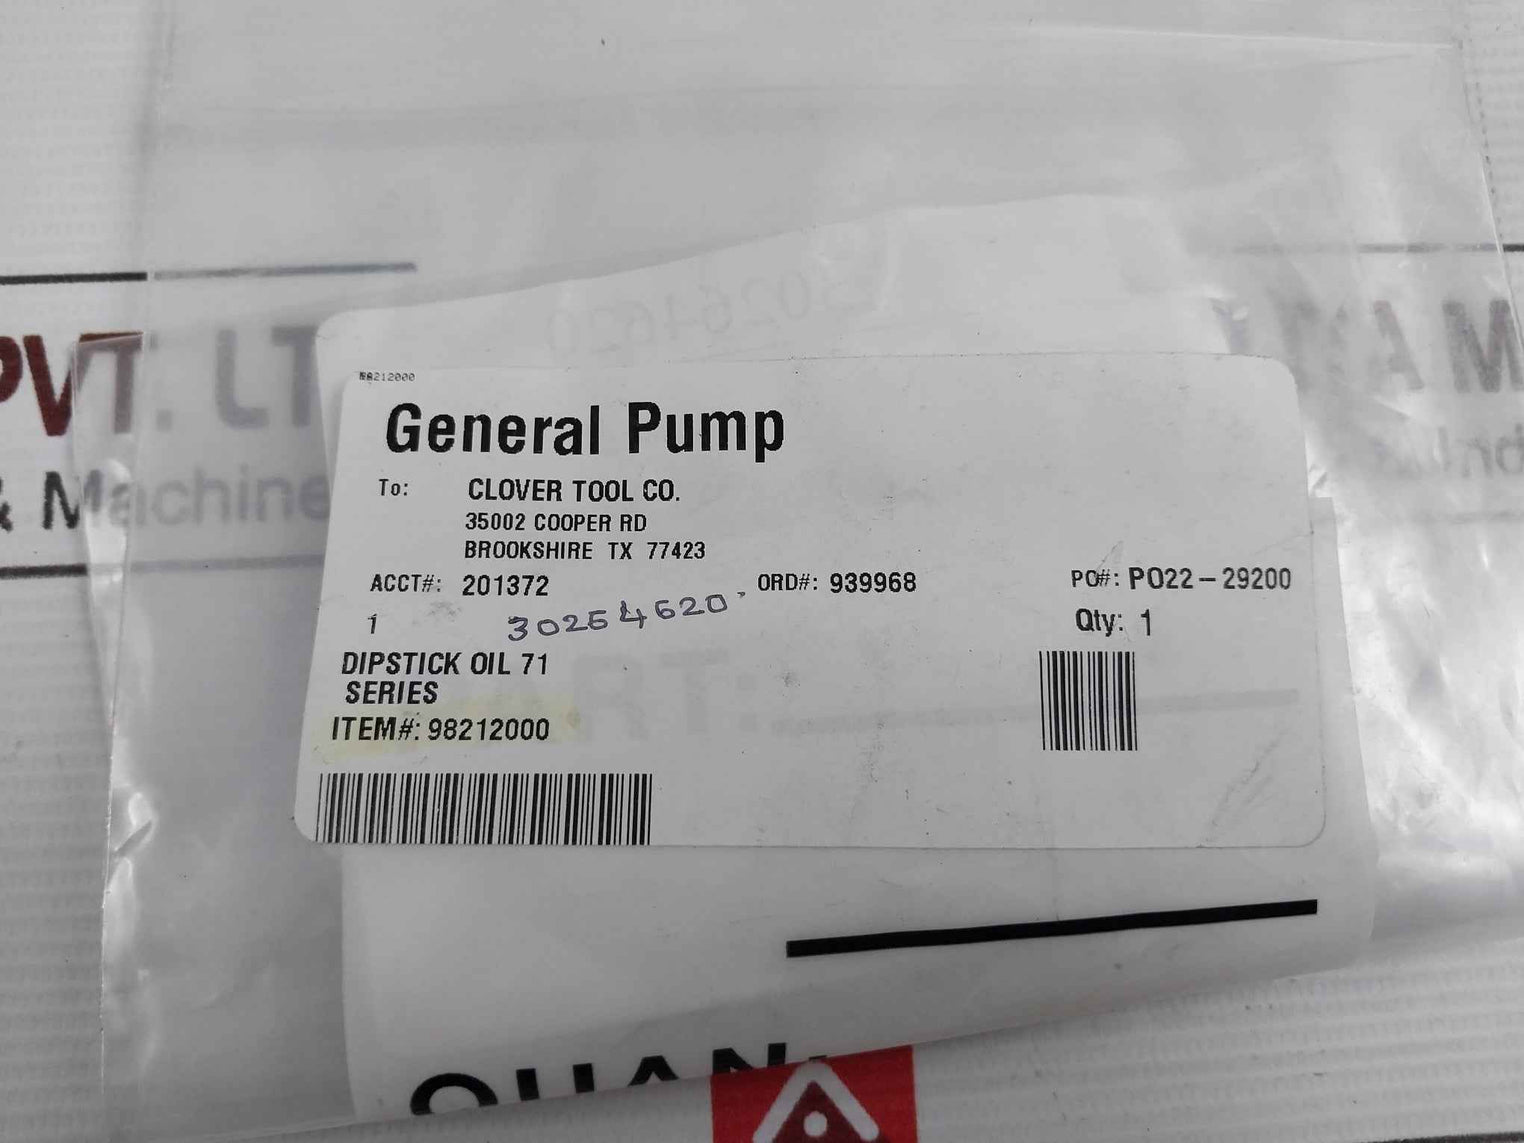 98212000
General Pump
To: CLOVER TOOL CO.
35002 COOPER RD
BROOKSHIRE TX 77423
ACCT#: 201372 ORD#: 939968 PO#: PO22-29200
1 30264620 Qty: 1
DIPSTICK OIL 71
SERIES
ITEM#: 98212000
PVT. LT
& Machine
QUAN.